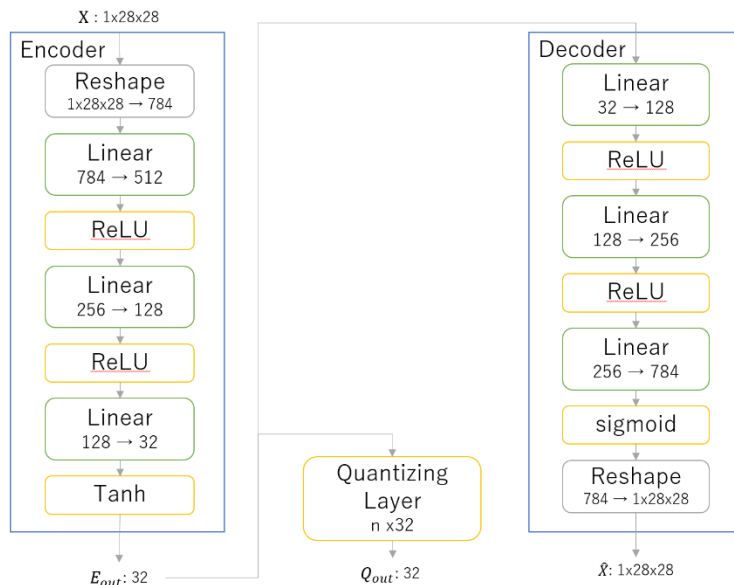 X : 1x28x28
Encoder
Reshape
1x28x28 → 784
Linear
784 → 512
ReLU
Linear
256 → 128
ReLU
Linear
128 → 32
Tanh
E_out: 32
Quantizing
Layer
n x32
Q_out: 32
Decoder
Linear
32 → 128
ReLU
Linear
128 → 256
ReLU
Linear
256 → 784
sigmoid
Reshape
784 → 1x28x28
X̂: 1x28x28